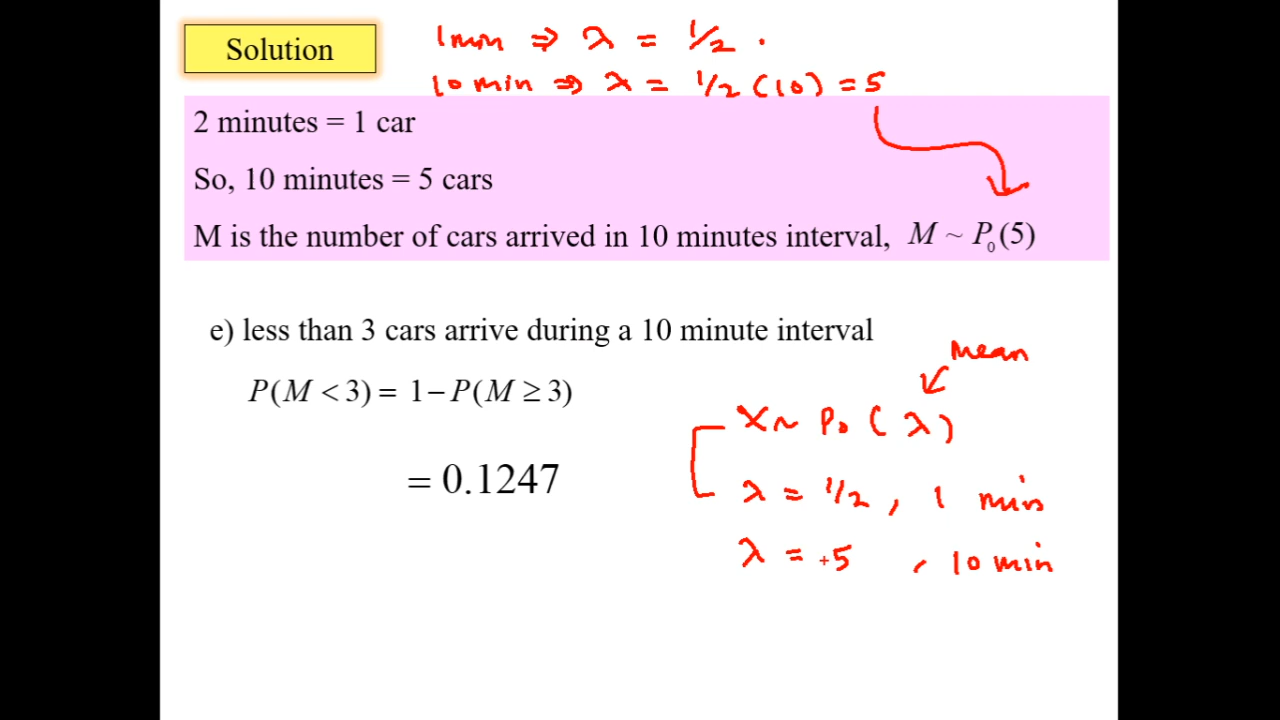 1 min ⇒ λ = 1/2 .
Solution
10 min ⇒ λ = 1/2 (10) = 5
2 minutes = 1 car
So, 10 minutes = 5 cars
M is the number of cars arrived in 10 minutes interval, M ~ P₀(5)
e) less than 3 cars arrive during a 10 minute interval
Mean
P(M < 3) = 1 − P(M ≥ 3)
X ~ P₀ ( λ )
= 0.1247
λ = 1/2 , 1 min
λ = +5 , 10 min